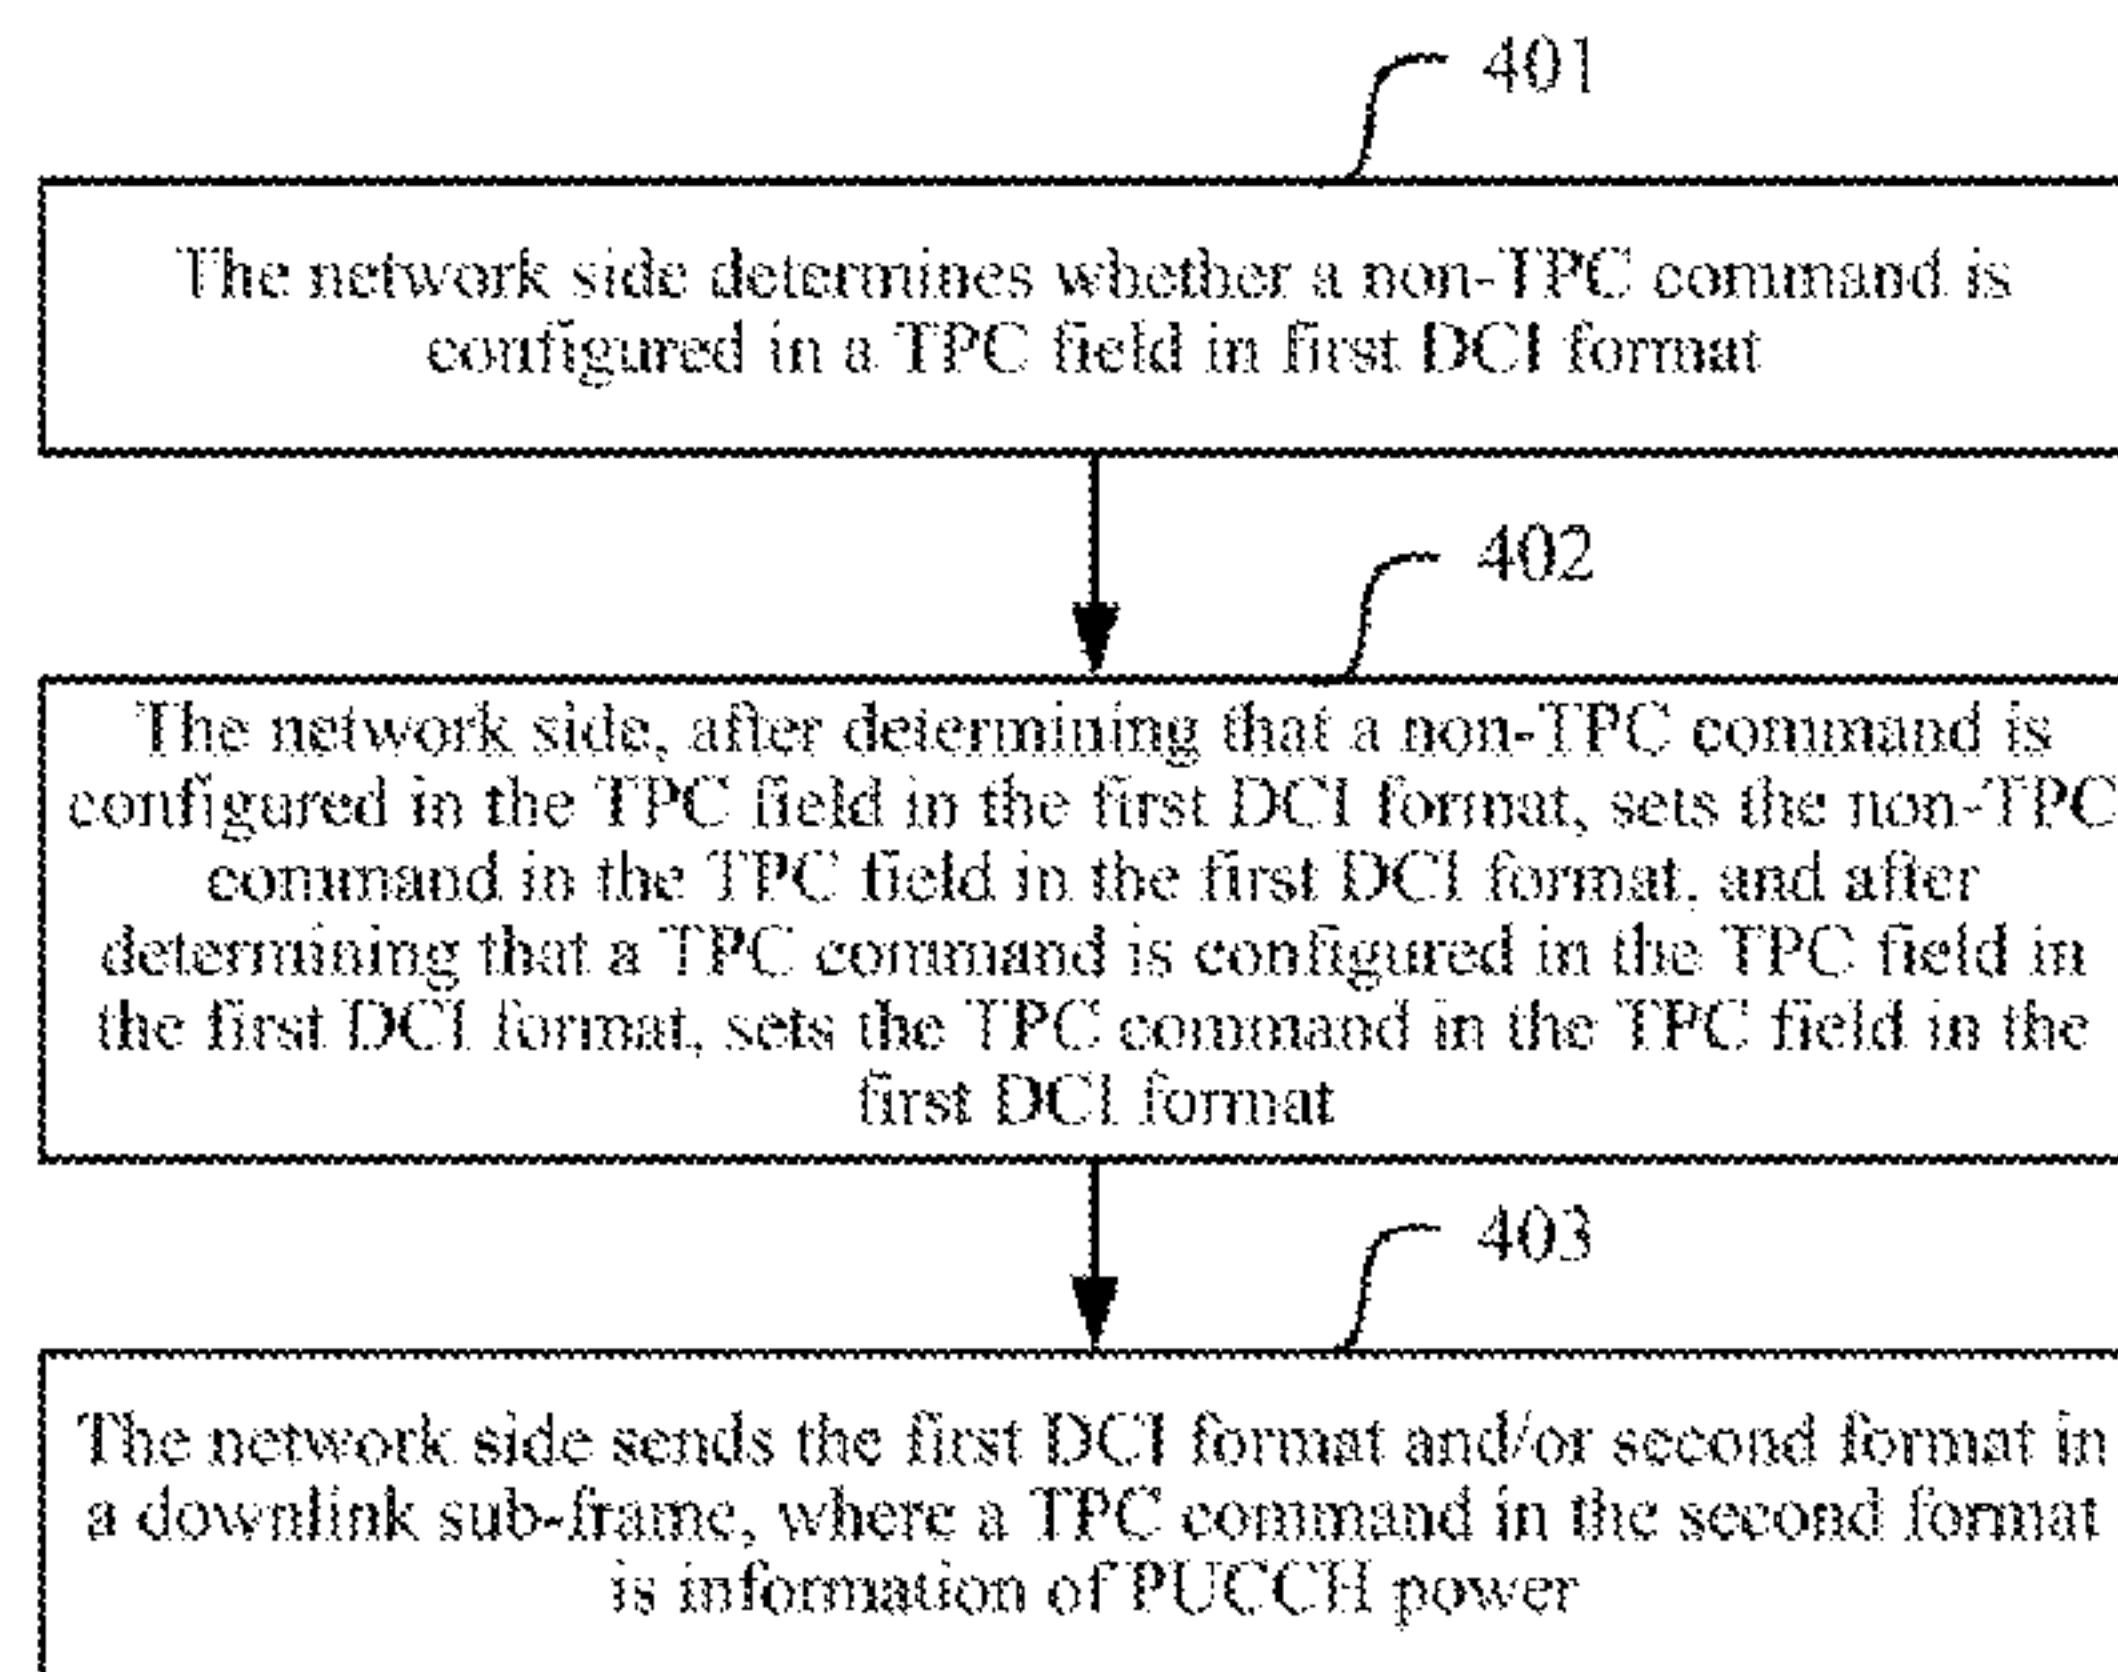 401
The network side determines whether a non-TPC command is
configured in a TPC field in first DCI format
402
The network side, after determining that a non-TPC command is
configured in the TPC field in the first DCI format, sets the non-TPC
command in the TPC field in the first DCI format, and after
determining that a TPC command is configured in the TPC field in
the first DCI format, sets the TPC command in the TPC field in the
first DCI format
403
The network side sends the first DCI format and/or second format in
a downlink sub-frame, where a TPC command in the second format
is information of PUCCH power